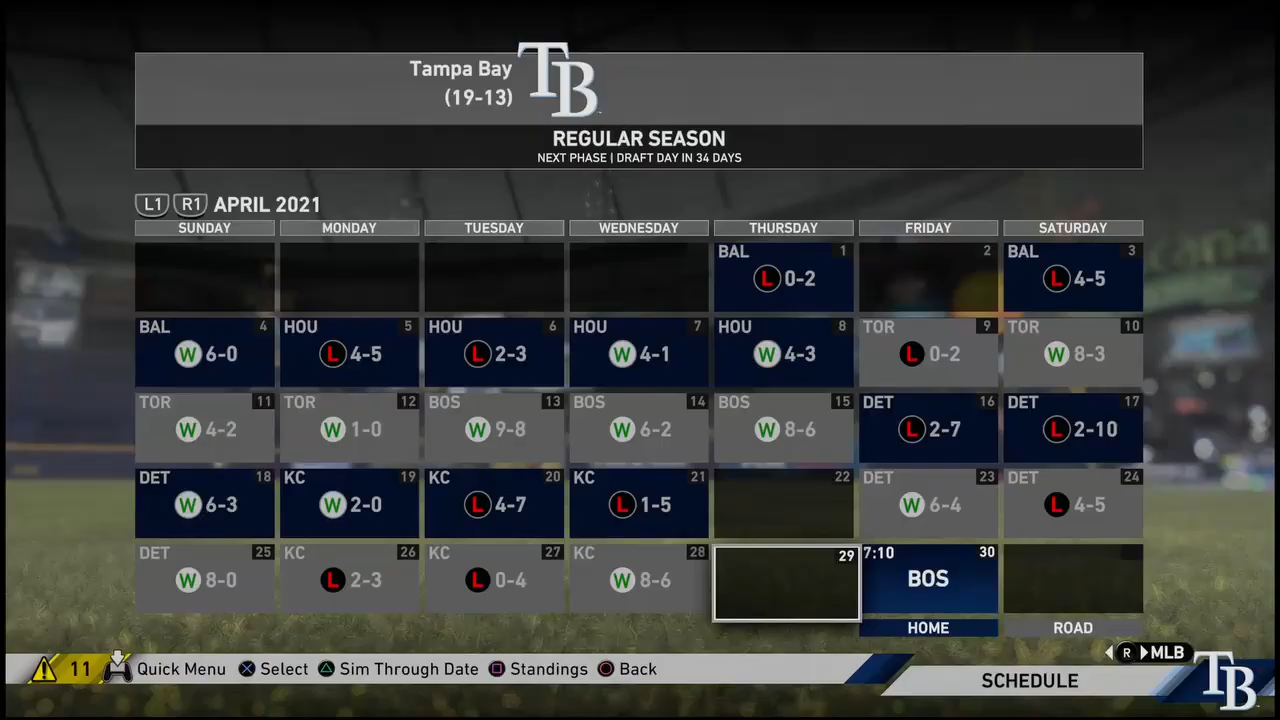 Tampa Bay
(19-13)
TB
REGULAR SEASON
NEXT PHASE | DRAFT DAY IN 34 DAYS
L1 R1 APRIL 2021
SUNDAY MONDAY TUESDAY WEDNESDAY THURSDAY FRIDAY SATURDAY
BAL 1 2 BAL 3
L 0-2 L 4-5
BAL 4 HOU 5 HOU 6 HOU 7 HOU 8 TOR 9 TOR 10
W 6-0 L 4-5 L 2-3 W 4-1 W 4-3 L 0-2 W 8-3
TOR 11 TOR 12 BOS 13 BOS 14 BOS 15 DET 16 DET 17
W 4-2 W 1-0 W 9-8 W 6-2 W 8-6 L 2-7 L 2-10
DET 18 KC 19 KC 20 KC 21 22 DET 23 DET 24
W 6-3 W 2-0 L 4-7 L 1-5 W 6-4 L 4-5
DET 25 KC 26 KC 27 KC 28 29 7:10 30
W 8-0 L 2-3 L 0-4 W 8-6 BOS
HOME ROAD
R MLB
11 Quick Menu Select Sim Through Date Standings Back
SCHEDULE
TB